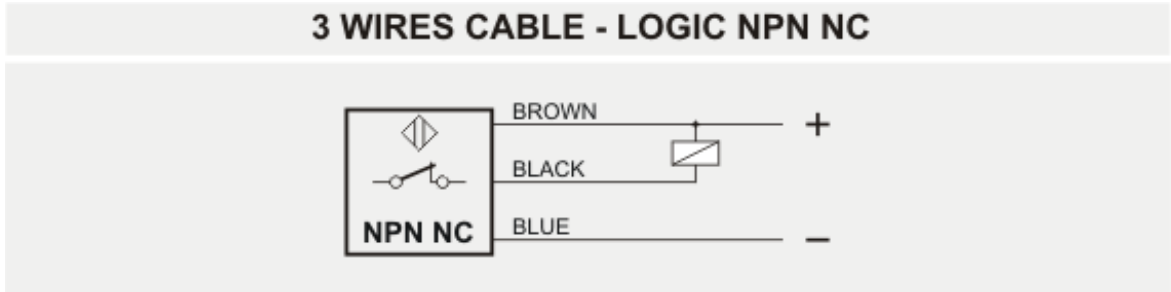 3 WIRES CABLE - LOGIC NPN NC
BROWN
+
BLACK
NPN NC
BLUE
–